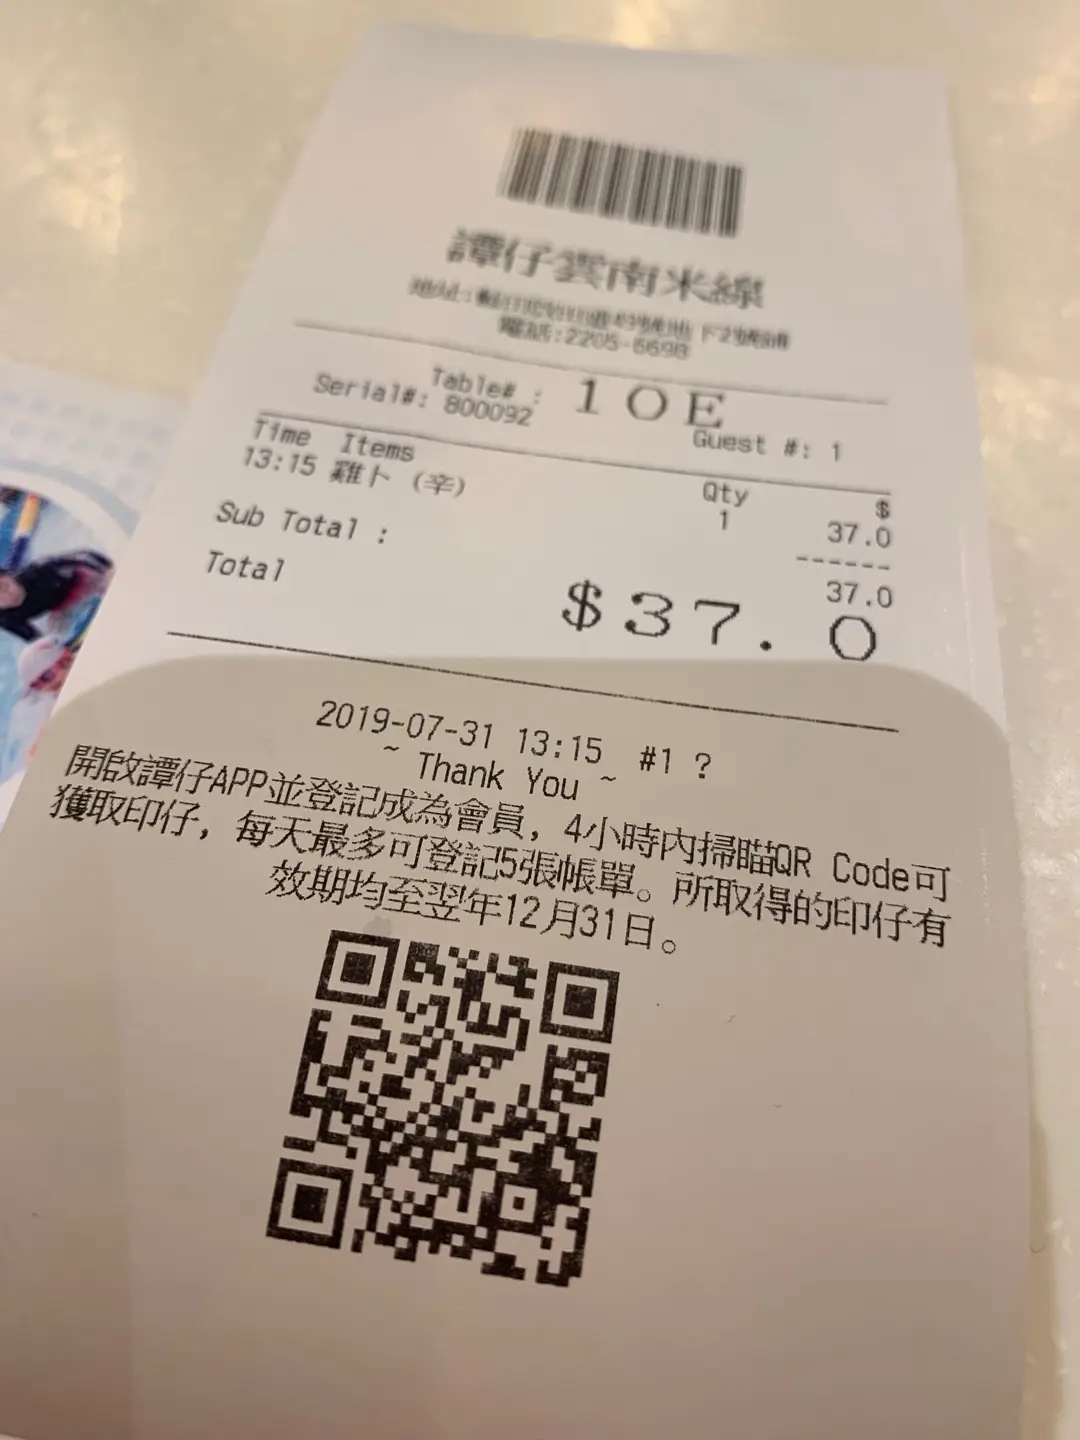 譚仔雲南米線
電話:2205-6698
Table# : 10E
Serial#: 800092 Guest #: 1
Time Items Qty $
13:15 雞卜 (辛) 1 37.0
------
Sub Total : 37.0
Total $37.0
2019-07-31 13:15 #1 ?
~ Thank You ~
開啟譚仔APP並登記成為會員, 4小時內掃瞄QR Code可
獲取印仔, 每天最多可登記5張帳單。所取得的印仔有
效期均至翌年12月31日。